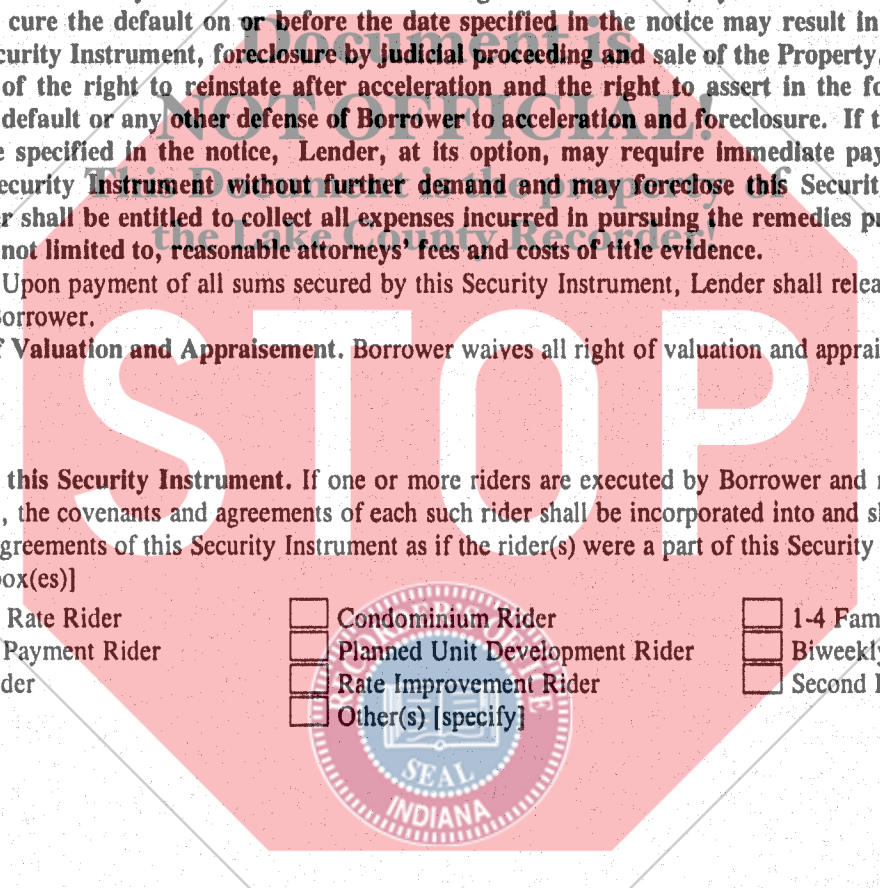 cure the default on or before the date specified in the notice may result in
curity Instrument, foreclosure by judicial proceeding and sale of the Property.
of the right to reinstate after acceleration and the right to assert in the fo
default or any other defense of Borrower to acceleration and foreclosure. If t
e specified in the notice, Lender, at its option, may require immediate pay
ecurity Instrument without further demand and may foreclose this Securit
er shall be entitled to collect all expenses incurred in pursuing the remedies pr
not limited to, reasonable attorneys' fees and costs of title evidence.
Upon payment of all sums secured by this Security Instrument, Lender shall relea
Borrower.
f Valuation and Appraisement. Borrower waives all right of valuation and apprai
this Security Instrument. If one or more riders are executed by Borrower and r
, the covenants and agreements of each such rider shall be incorporated into and sh
greements of this Security Instrument as if the rider(s) were a part of this Security
ox(es)]
Rate Rider Condominium Rider 1-4 Fam
Payment Rider Planned Unit Development Rider Biweekly
der Rate Improvement Rider Second
Other(s) [specify]
Document is
NOT OFFICIAL!
This Document is the property of
the Lake County Recorder!
STOP
RECORDER'S OFFICE
SEAL
INDIANA